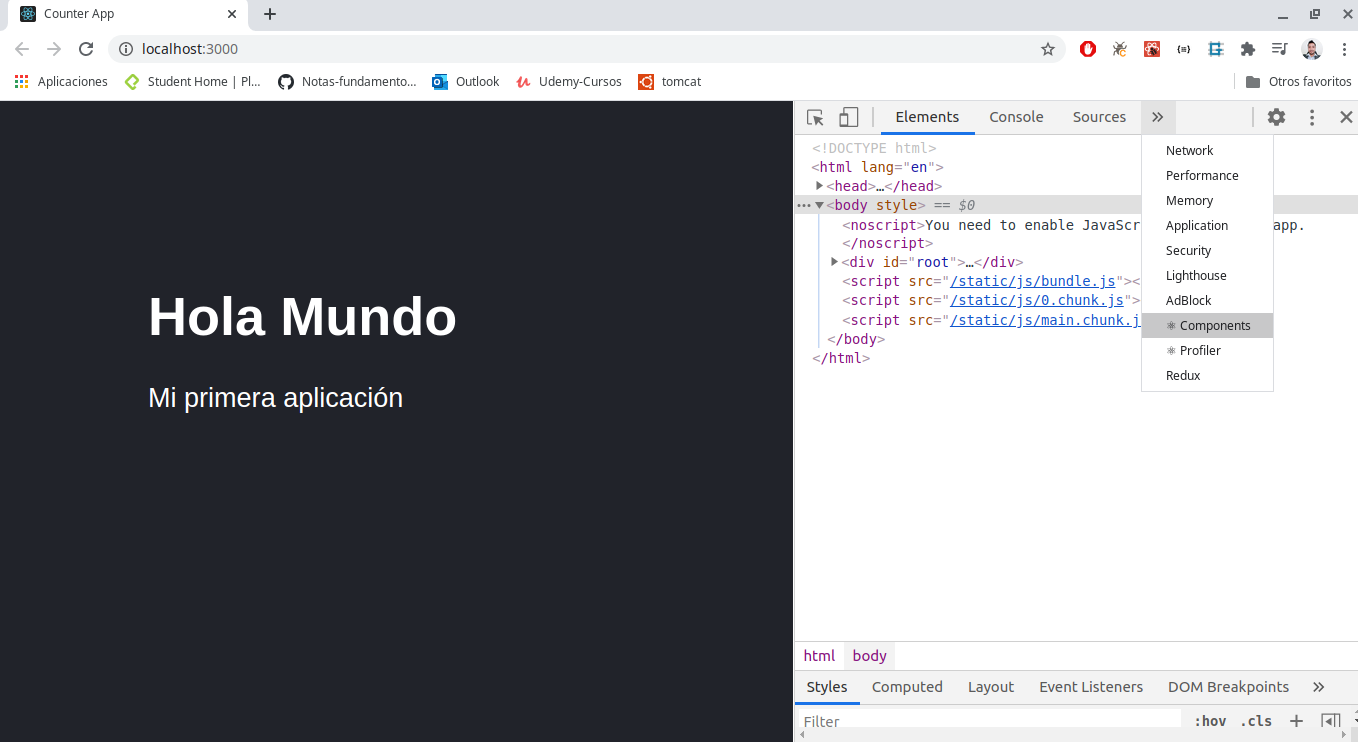 Counter App
localhost:3000
Aplicaciones
Student Home | Pl...
Notas-fundamento...
Outlook
Udemy-Cursos
tomcat
Otros favoritos
Hola Mundo
Mi primera aplicación
Elements
Console
Sources
<!DOCTYPE html>
<html lang="en">
<head>…</head>
<body style> == $0
<noscript>You need to enable JavaScr
app.
</noscript>
<div id="root">…</div>
<script src="/static/js/bundle.js"><
<script src="/static/js/0.chunk.js">
<script src="/static/js/main.chunk.j
</body>
</html>
Network
Performance
Memory
Application
Security
Lighthouse
AdBlock
⚛ Components
⚛ Profiler
Redux
html
body
Styles
Computed
Layout
Event Listeners
DOM Breakpoints
Filter
:hov
.cls